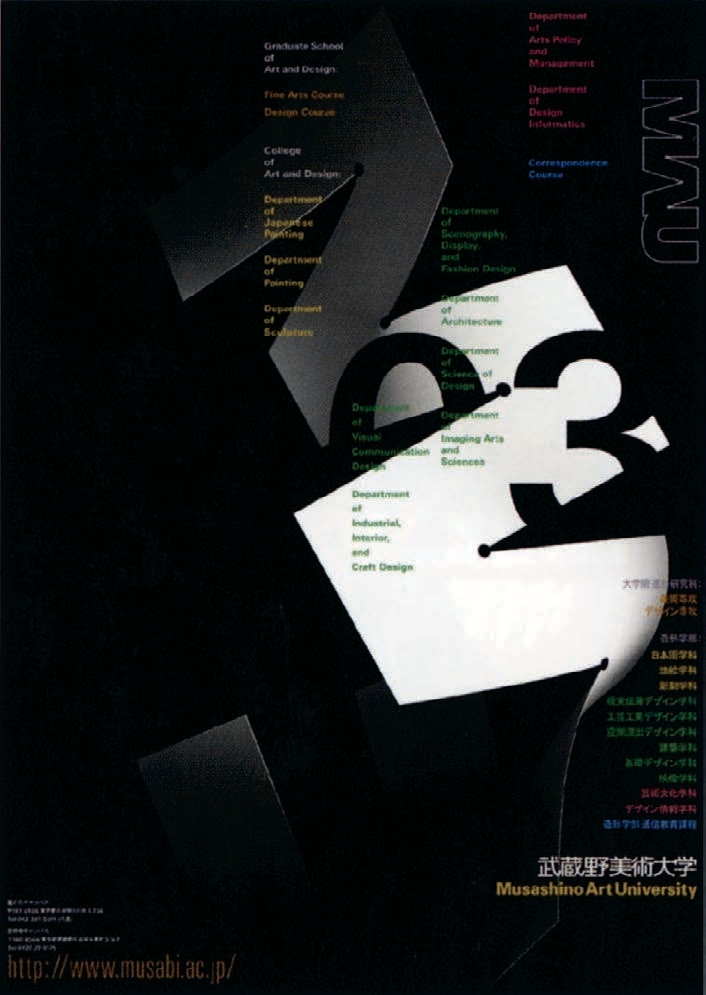 Graduate School
of
Art and Design:
Fine Arts Course
Design Course
College
of
Art and Design:
Department
of
Japanese
Painting
Department
of
Painting
Department
of
Sculpture
Department
of
Visual
Communication
Design
Department
of
Industrial,
Interior,
and
Craft Design
Department
of
Scenography,
Display,
and
Fashion Design
Department
of
Architecture
Department
of
Science of
Design
Department
of
Imaging Arts
and
Sciences
Department
of
Arts Policy
and
Management
Department
of
Design
Informatics
Correspondence
Course
MAU
3
大学院造形研究科:
美術専攻
デザイン専攻
造形学部:
日本画学科
油絵学科
彫刻学科
視覚伝達デザイン学科
工芸工業デザイン学科
空間演出デザイン学科
建築学科
基礎デザイン学科
映像学科
芸術文化学科
デザイン情報学科
造形学部通信教育課程
武蔵野美術大学
Musashino Art University
http://www.musabi.ac.jp/